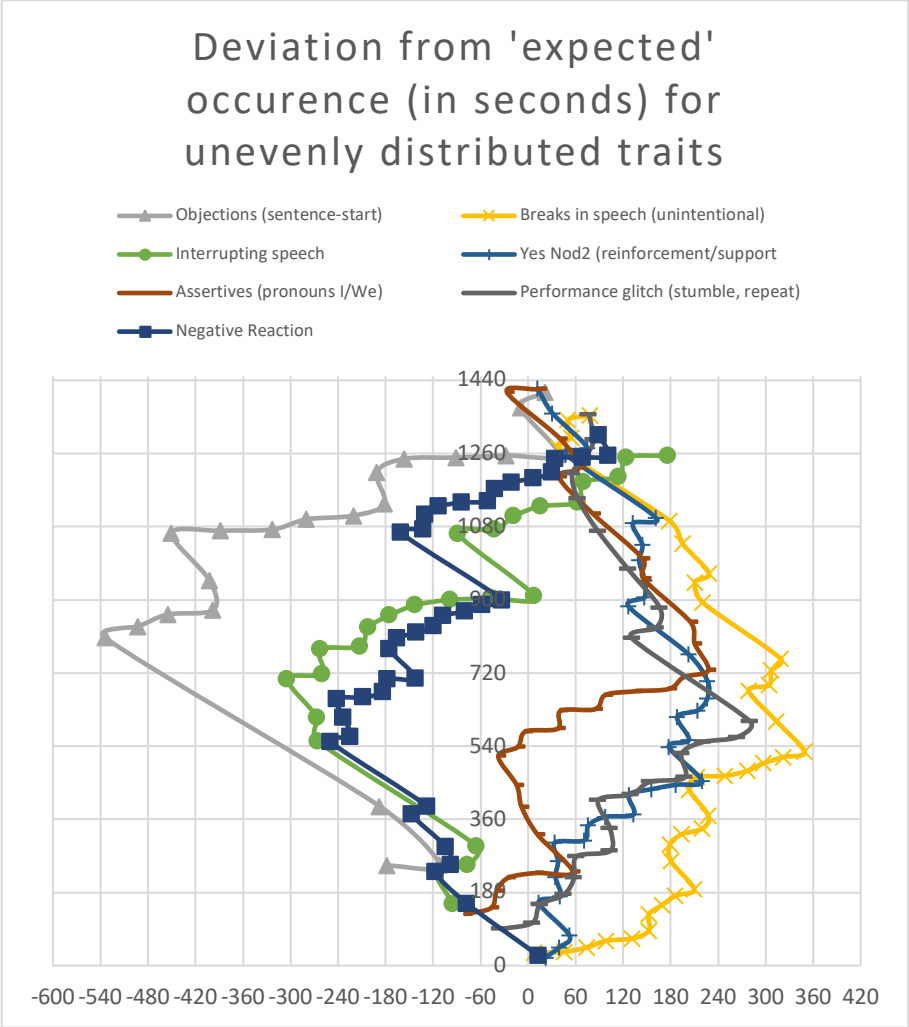 Deviation from 'expected'
occurence (in seconds) for
unevenly distributed traits
Objections (sentence-start)
Breaks in speech (unintentional)
Interrupting speech
Yes Nod2 (reinforcement/support
Assertives (pronouns I/We)
Performance glitch (stumble, repeat)
Negative Reaction
1440
1260
1080
900
720
540
360
180
0
-600 -540 -480 -420 -360 -300 -240 -180 -120 -60 0 60 120 180 240 300 360 420